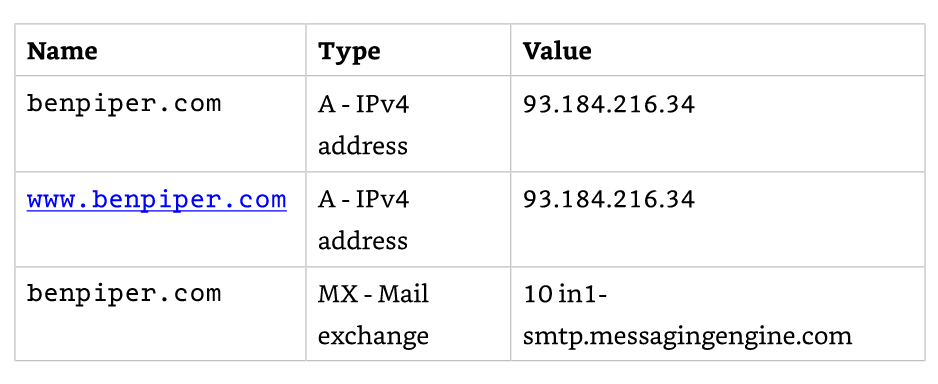 Name Type Value
benpiper.com A - IPv4 93.184.216.34
address
www.benpiper.com A - IPv4 93.184.216.34
address
benpiper.com MX - Mail 10 in1-
exchange smtp.messagingengine.com